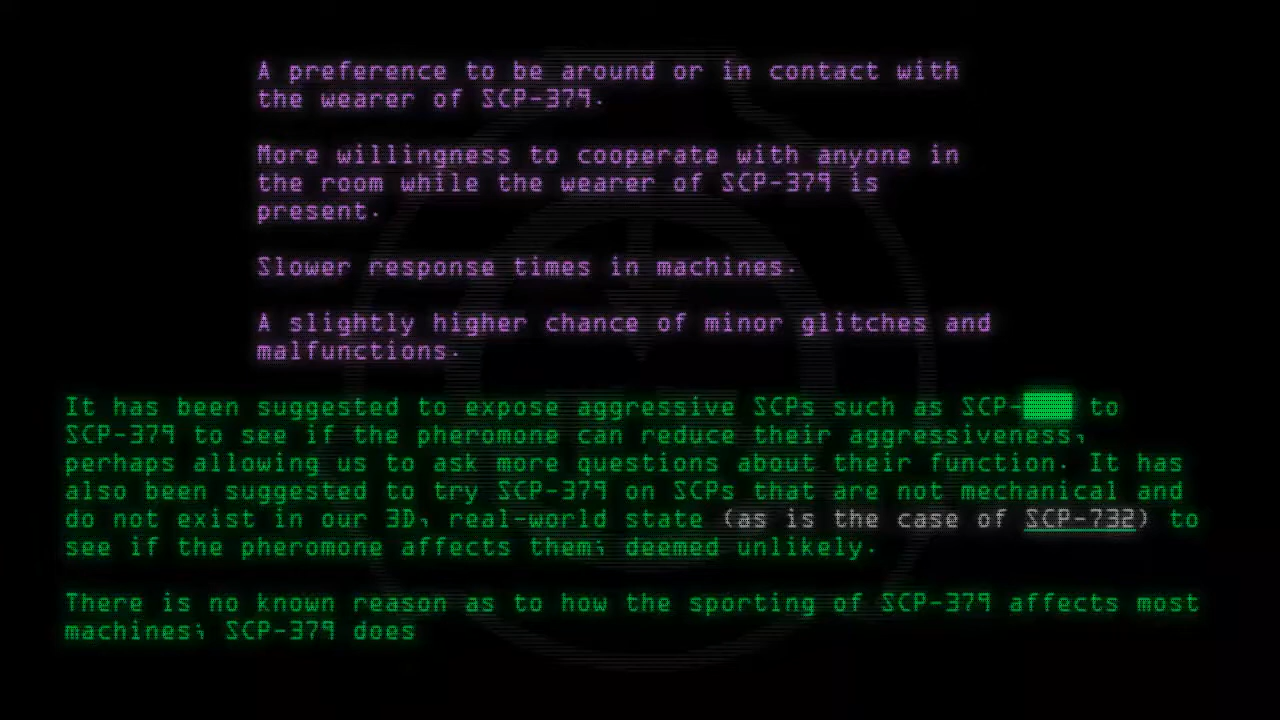 A preference to be around or in contact with
the wearer of SCP-379.
More willingness to cooperate with anyone in
the room while the wearer of SCP-379 is
present.
Slower response times in machines.
A slightly higher chance of minor glitches and
malfunctions.
It has been suggested to expose aggressive SCPs such as SCP-███ to
SCP-379 to see if the pheromone can reduce their aggressiveness,
perhaps allowing us to ask more questions about their function. It has
also been suggested to try SCP-379 on SCPs that are not mechanical and
do not exist in our 3D, real-world state (as is the case of SCP-732) to
see if the pheromone affects them; deemed unlikely.
There is no known reason as to how the sporting of SCP-379 affects most
machines; SCP-379 does